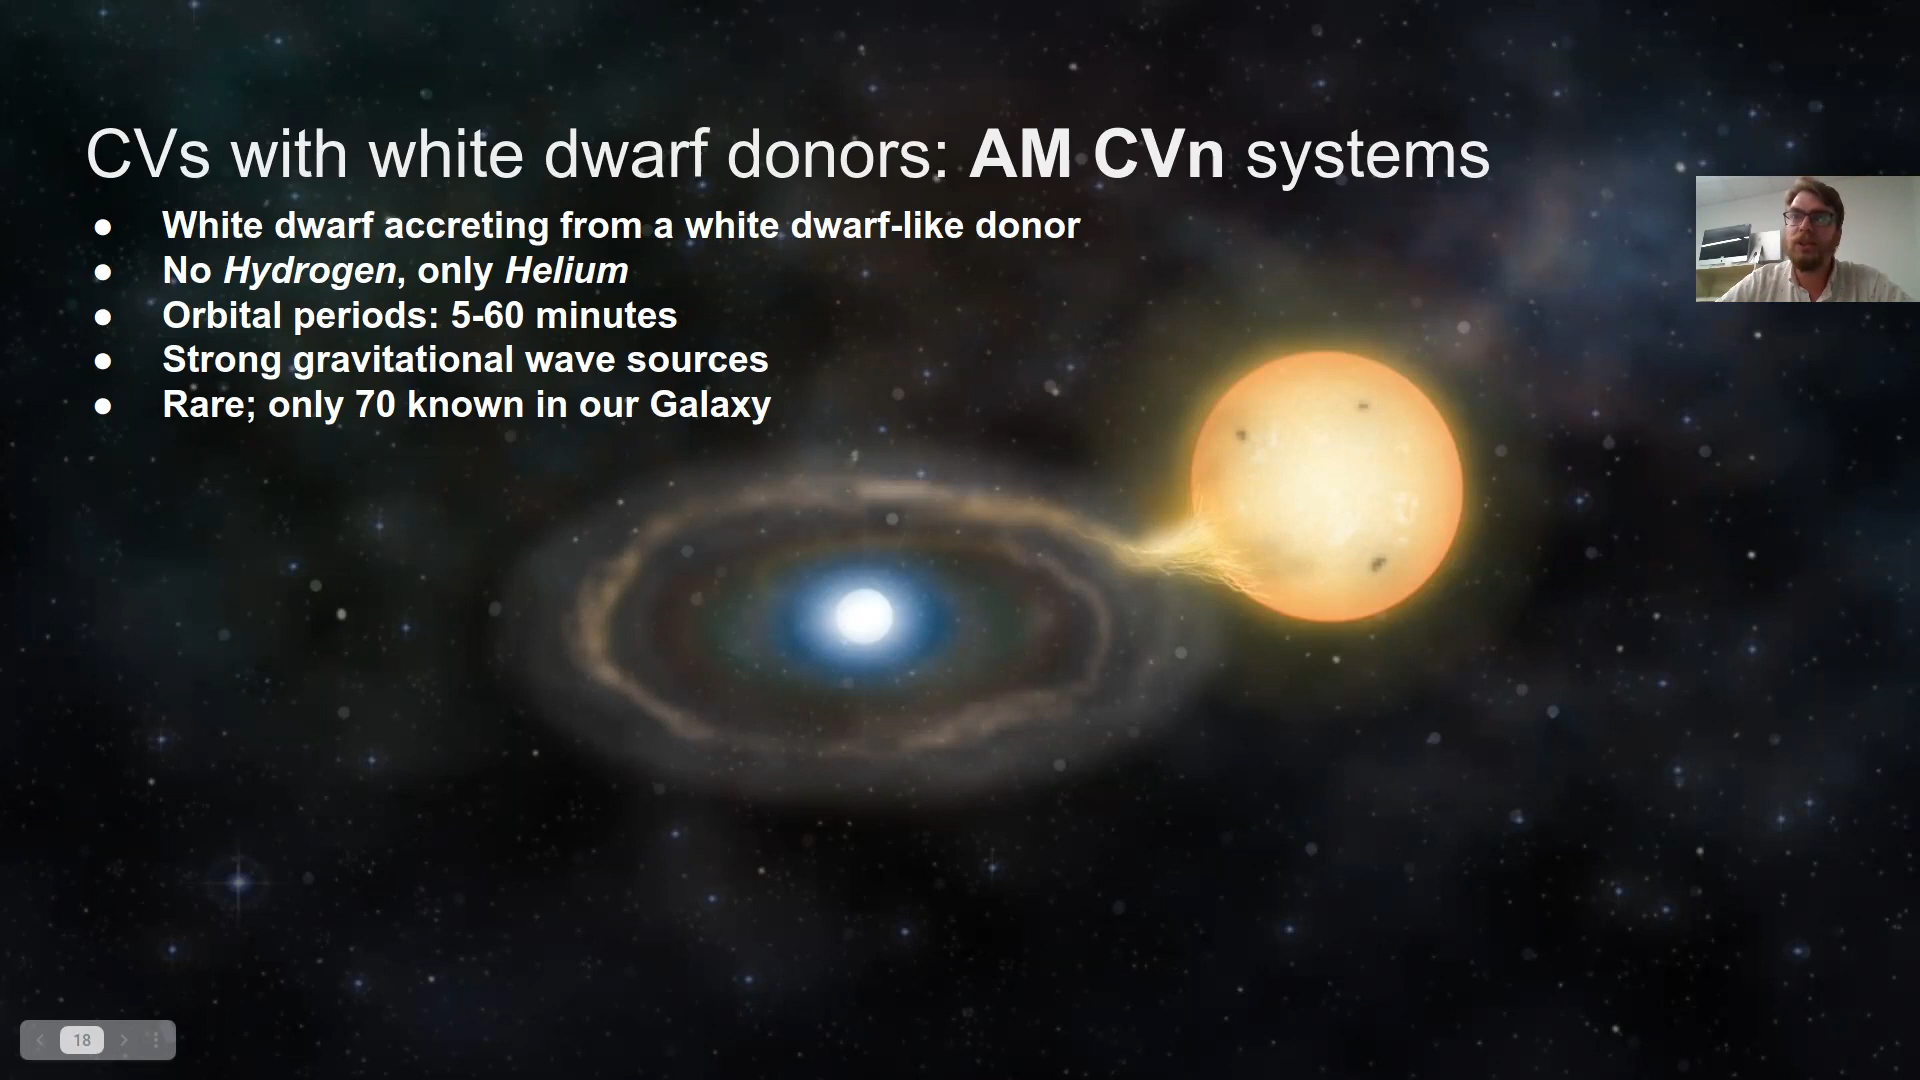 CVs with white dwarf donors: AM CVn systems
● White dwarf accreting from a white dwarf-like donor
● No Hydrogen, only Helium
● Orbital periods: 5-60 minutes
● Strong gravitational wave sources
● Rare; only 70 known in our Galaxy
18